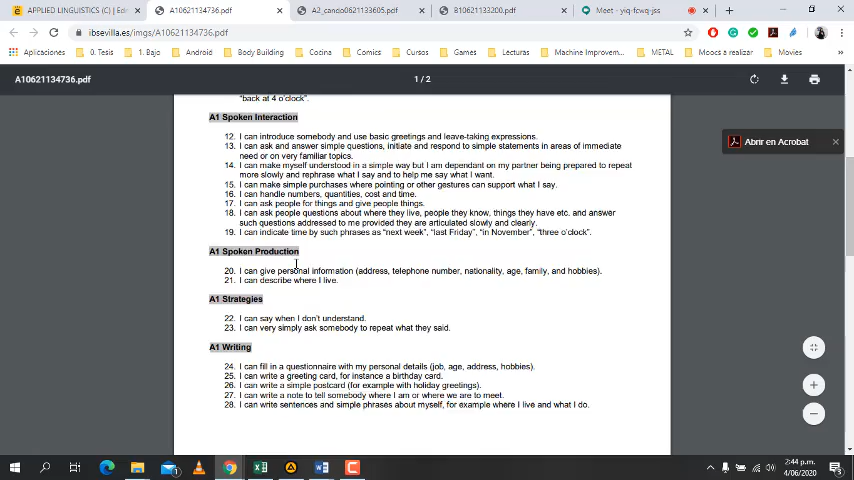 APPLIED LINGUISTICS (C) | Edi
A10621134736.pdf
A2_cando0621133605.pdf
B10621133200.pdf
Meet - yiq-fcwq-jss
ibsevilla.es/imgs/A10621134736.pdf
Aplicaciones
0. Tesis
1. Bajo
Android
Body Building
Cocina
Comics
Cursos
Games
Lecturas
Machine Improvem...
METAL
Moocs a realizar
Movies
A10621134736.pdf
1 / 2
Abrir en Acrobat
"back at 4 o'clock".
A1 Spoken Interaction
12. I can introduce somebody and use basic greetings and leave-taking expressions.
13. I can ask and answer simple questions, initiate and respond to simple statements in areas of immediate
need or on very familiar topics.
14. I can make myself understood in a simple way but I am dependant on my partner being prepared to repeat
more slowly and rephrase what I say and to help me say what I want.
15. I can make simple purchases where pointing or other gestures can support what I say.
16. I can handle numbers, quantities, cost and time.
17. I can ask people for things and give people things.
18. I can ask people questions about where they live, people they know, things they have etc. and answer
such questions addressed to me provided they are articulated slowly and clearly.
19. I can indicate time by such phrases as "next week", "last Friday", "in November", "three o'clock".
A1 Spoken Production
20. I can give personal information (address, telephone number, nationality, age, family, and hobbies).
21. I can describe where I live.
A1 Strategies
22. I can say when I don't understand.
23. I can very simply ask somebody to repeat what they said.
A1 Writing
24. I can fill in a questionnaire with my personal details (job, age, address, hobbies).
25. I can write a greeting card, for instance a birthday card.
26. I can write a simple postcard (for example with holiday greetings).
27. I can write a note to tell somebody where I am or where we are to meet.
28. I can write sentences and simple phrases about myself, for example where I live and what I do.
2:44 p.m.
4/06/2020